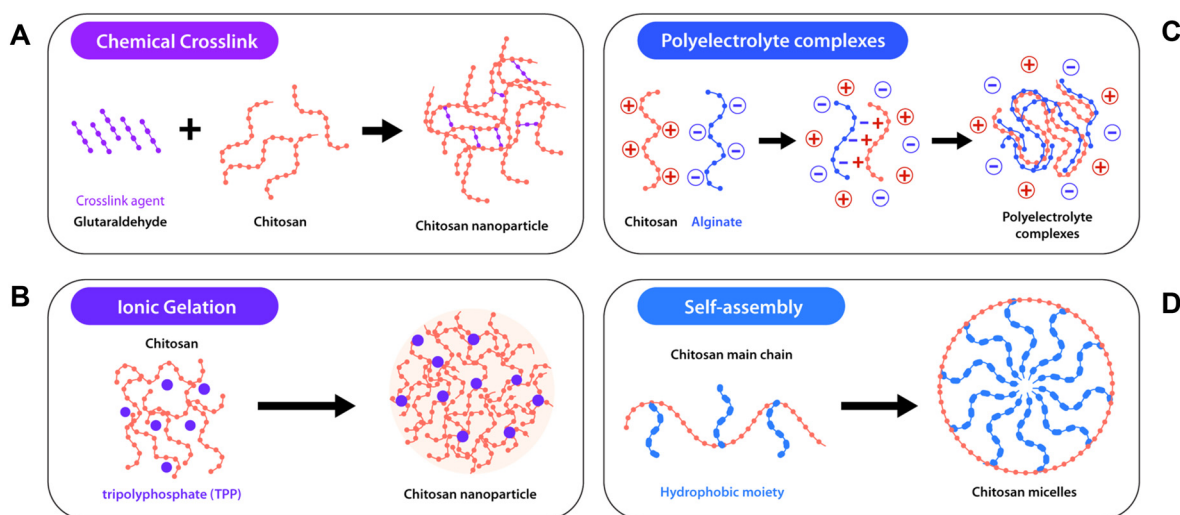 A
Chemical Crosslink
+
Crosslink agent
Glutaraldehyde
Chitosan
Chitosan nanoparticle
C
Polyelectrolyte complexes
Chitosan Alginate
Polyelectrolyte
complexes
B
Ionic Gelation
Chitosan
tripolyphosphate (TPP)
Chitosan nanoparticle
D
Self-assembly
Chitosan main chain
Hydrophobic moiety
Chitosan micelles